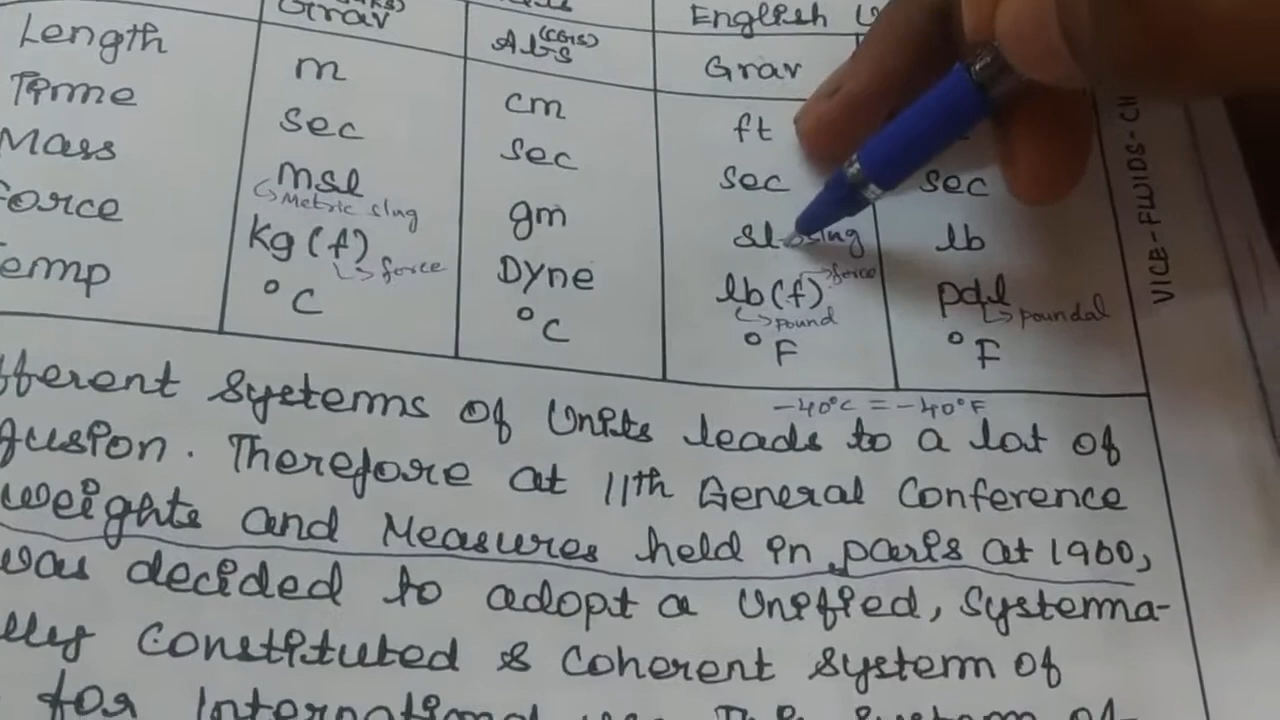 Grav English
Length Abs (CGS) Grav
Time m cm ft
Mass sec sec sec sec
Force msl gm sl slug lb
Metric slug
Temp kg (f) Dyne lb(f) force pdl
force pound poundal
°C °C °F °F
-40°C = -40°F
fferent systems of Units leads to a lot of
fusion. Therefore at 11th General Conference
weights and Measures held in paris at 1960,
was decided to adopt a unified, systema-
lly constituted & coherent system of
for International
VICE-FLUIDS-